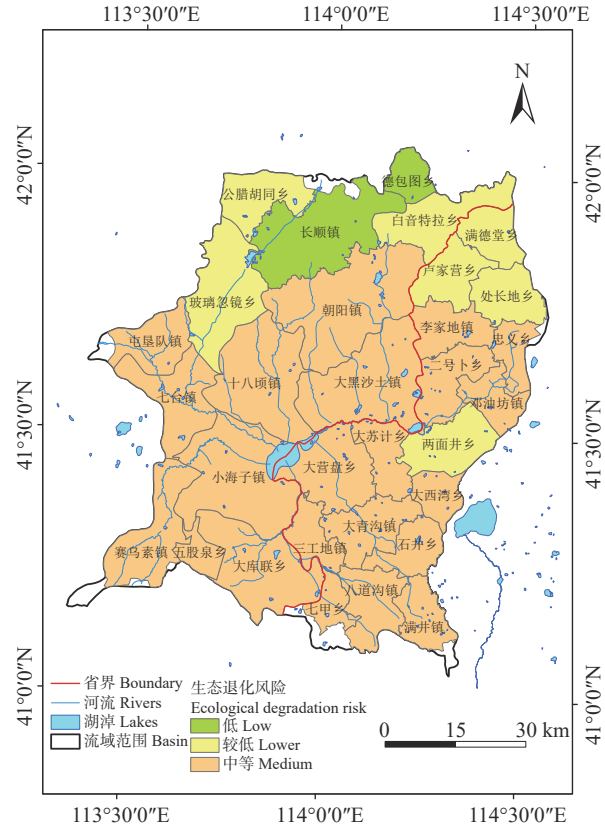 113°30′0″E 114°0′0″E 114°30′0″E
N
42°0′0″N
42°0′0″N
德包图乡
公腊胡同乡
白音特拉乡
长顺镇
满德堂乡
卢家营乡
玻璃忽镜乡
处长地乡
朝阳镇
李家地镇
屯垦队镇
忠义乡
二号卜乡
十八顷镇
大黑沙土镇
七台镇
邓油坊镇
41°30′0″N
41°30′0″N
大苏计乡
两面井乡
大营盘乡
小海子镇
大西湾乡
大青沟镇
三工地镇
石井乡
赛乌素镇
五股泉乡
大库联乡
八道沟镇
七甲乡
满井镇
41°0′0″N
41°0′0″N
省界 Boundary
河流 Rivers
湖淖 Lakes
流域范围 Basin
生态退化风险
Ecological degradation risk
低 Low
较低 Lower
中等 Medium
0 15 30 km
113°30′0″E 114°0′0″E 114°30′0″E